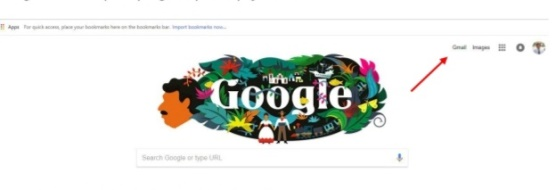 Apps For quick access, place your bookmarks here on the bookmarks bar. Import bookmarks now...
Gmail Images
Google
Search Google or type URL